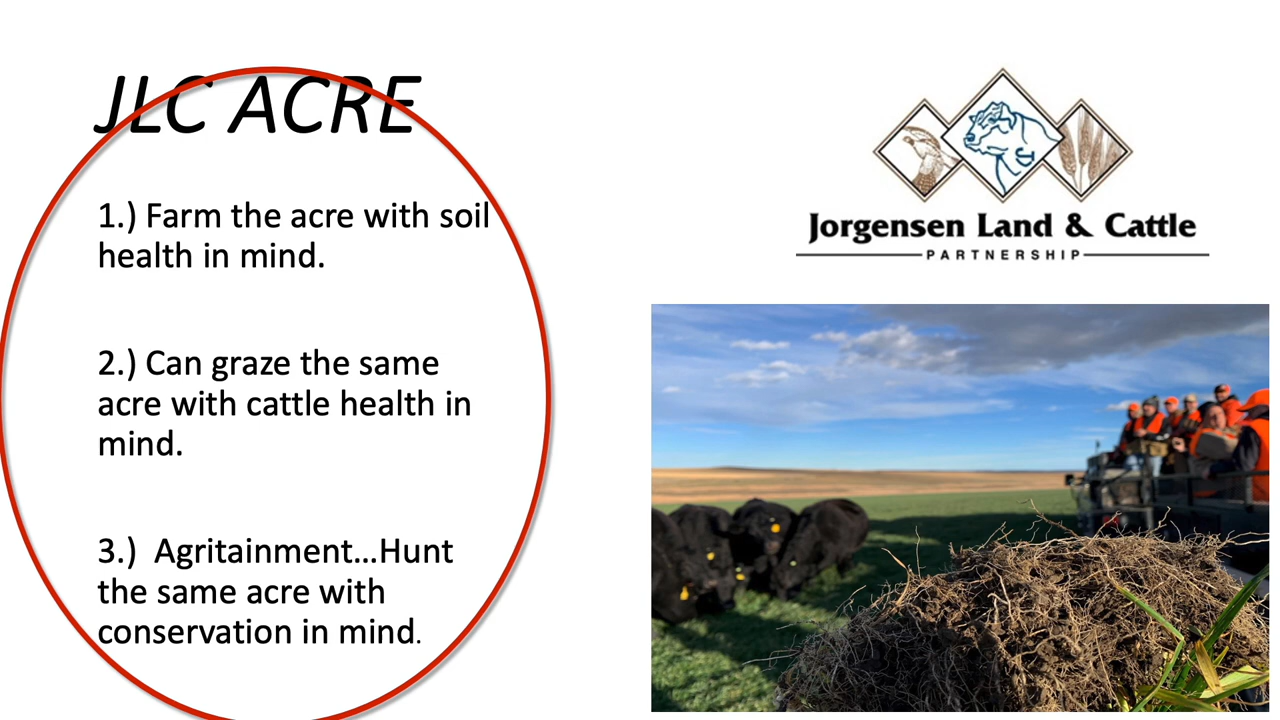 JLC ACRE
1.) Farm the acre with soil
health in mind.
2.) Can graze the same
acre with cattle health in
mind.
3.)  Agritainment...Hunt
the same acre with
conservation in mind.
Jorgensen Land & Cattle
PARTNERSHIP